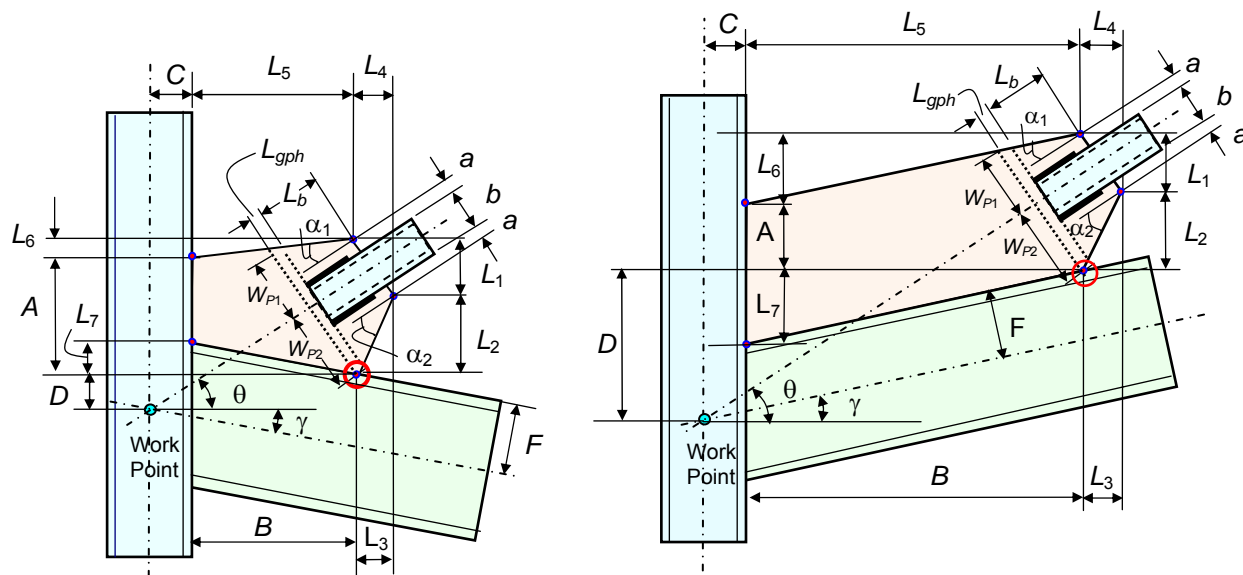 C
L5
L4
Lgph
Lb
α1
a
b
a
L6
A
L7
D
WP1
WP2
L1
L2
α2
θ
γ
Work
Point
F
B
L3
C
L5
L4
Lgph
Lb
α1
a
b
a
L6
A
L7
D
WP1
WP2
L1
L2
α2
F
θ
γ
Work
Point
B
L3